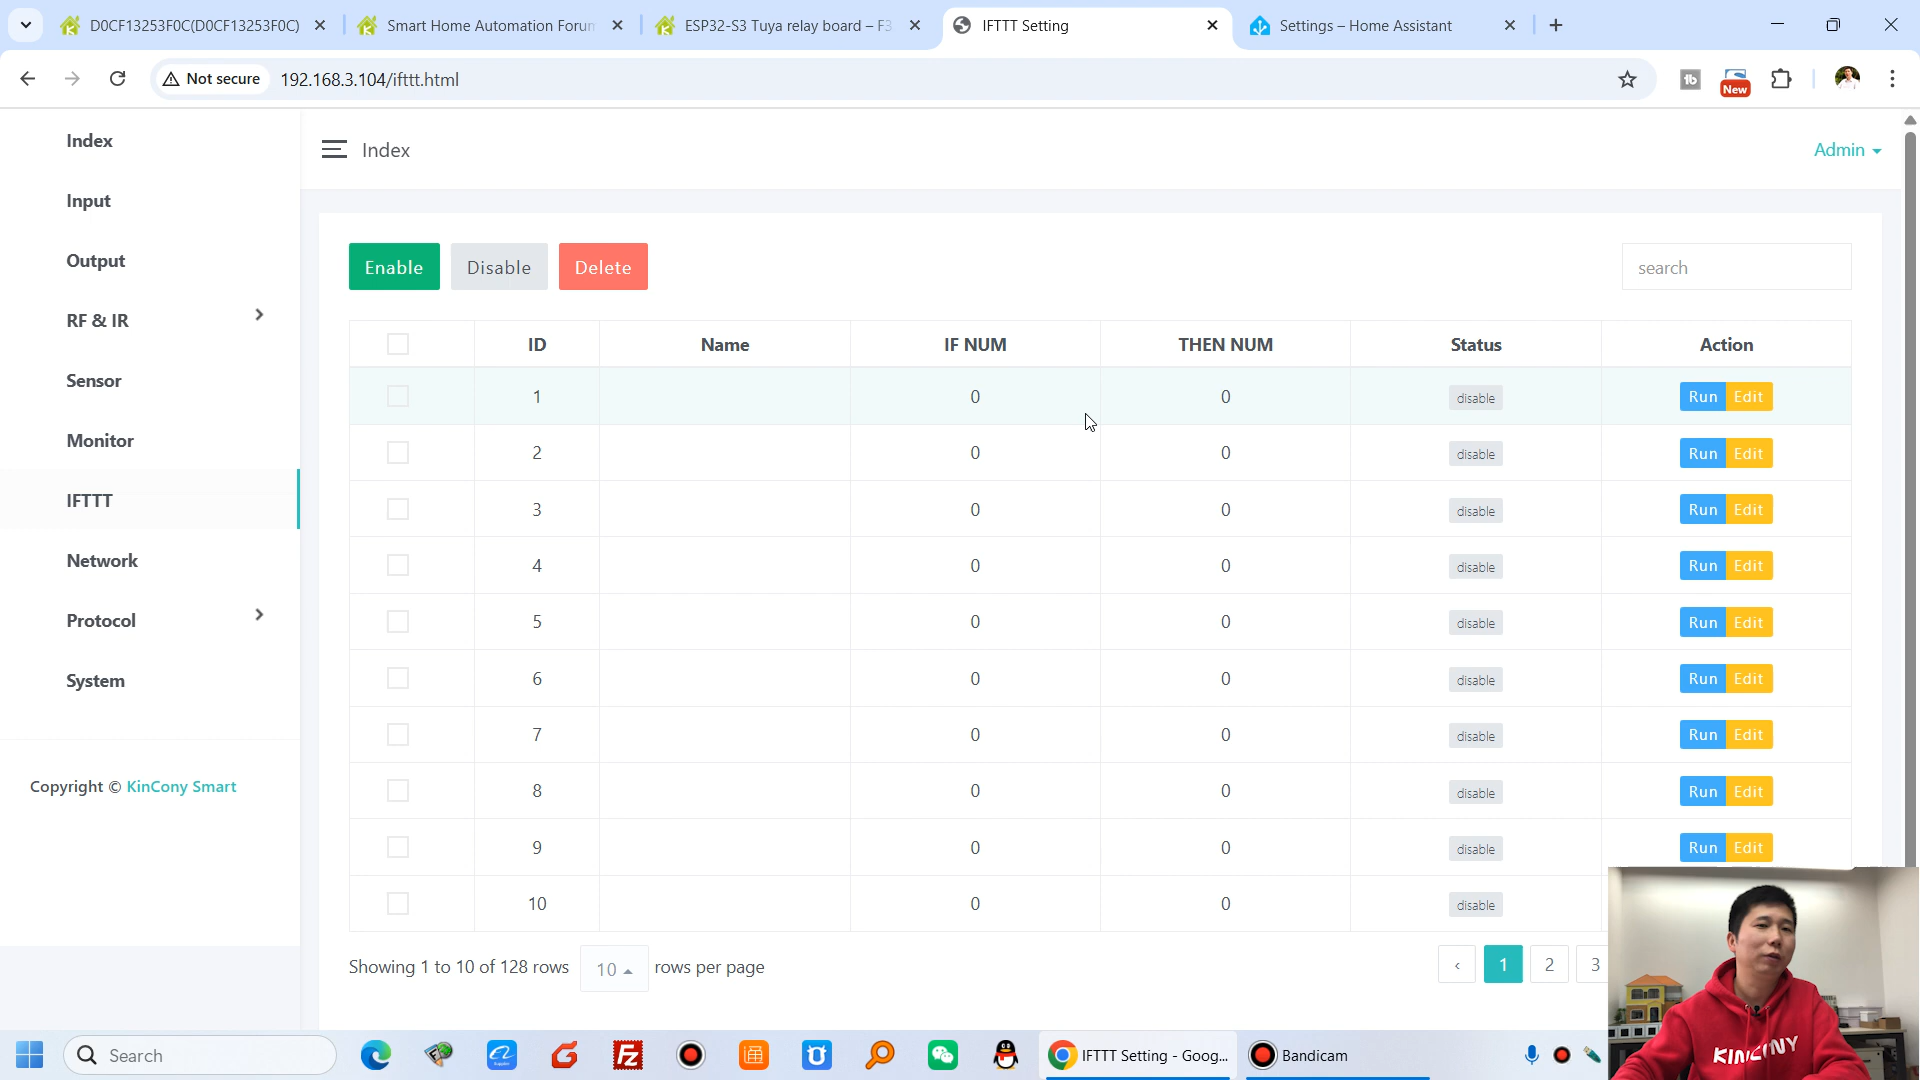 D0CF13253F0C(D0CF13253F0C)
Smart Home Automation Forum
ESP32-S3 Tuya relay board – F3
IFTTT Setting
Settings – Home Assistant
Not secure
192.168.3.104/ifttt.html
New
Index
Input
Output
RF & IR
Sensor
Monitor
IFTTT
Network
Protocol
System
Copyright © KinCony Smart
Index
Admin
Enable
Disable
Delete
search
ID Name IF NUM THEN NUM Status Action
1 0 0 disable Run Edit
2 0 0 disable Run Edit
3 0 0 disable Run Edit
4 0 0 disable Run Edit
5 0 0 disable Run Edit
6 0 0 disable Run Edit
7 0 0 disable Run Edit
8 0 0 disable Run Edit
9 0 0 disable Run Edit
10 0 0 disable
Showing 1 to 10 of 128 rows 10 rows per page
‹ 1 2 3
KINCONY
Search
IFTTT Setting - Goog...
Bandicam